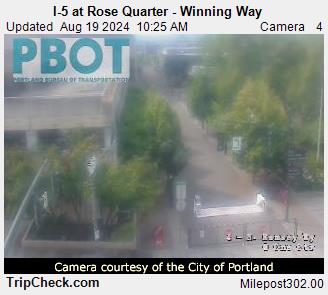 I-5 at Rose Quarter - Winning Way
Updated Aug 19 2024 10:25 AM Camera 4
PBOT
PORTLAND BUREAU OF TRANSPORTATION
Camera courtesy of the City of Portland
TripCheck.com Milepost302.00